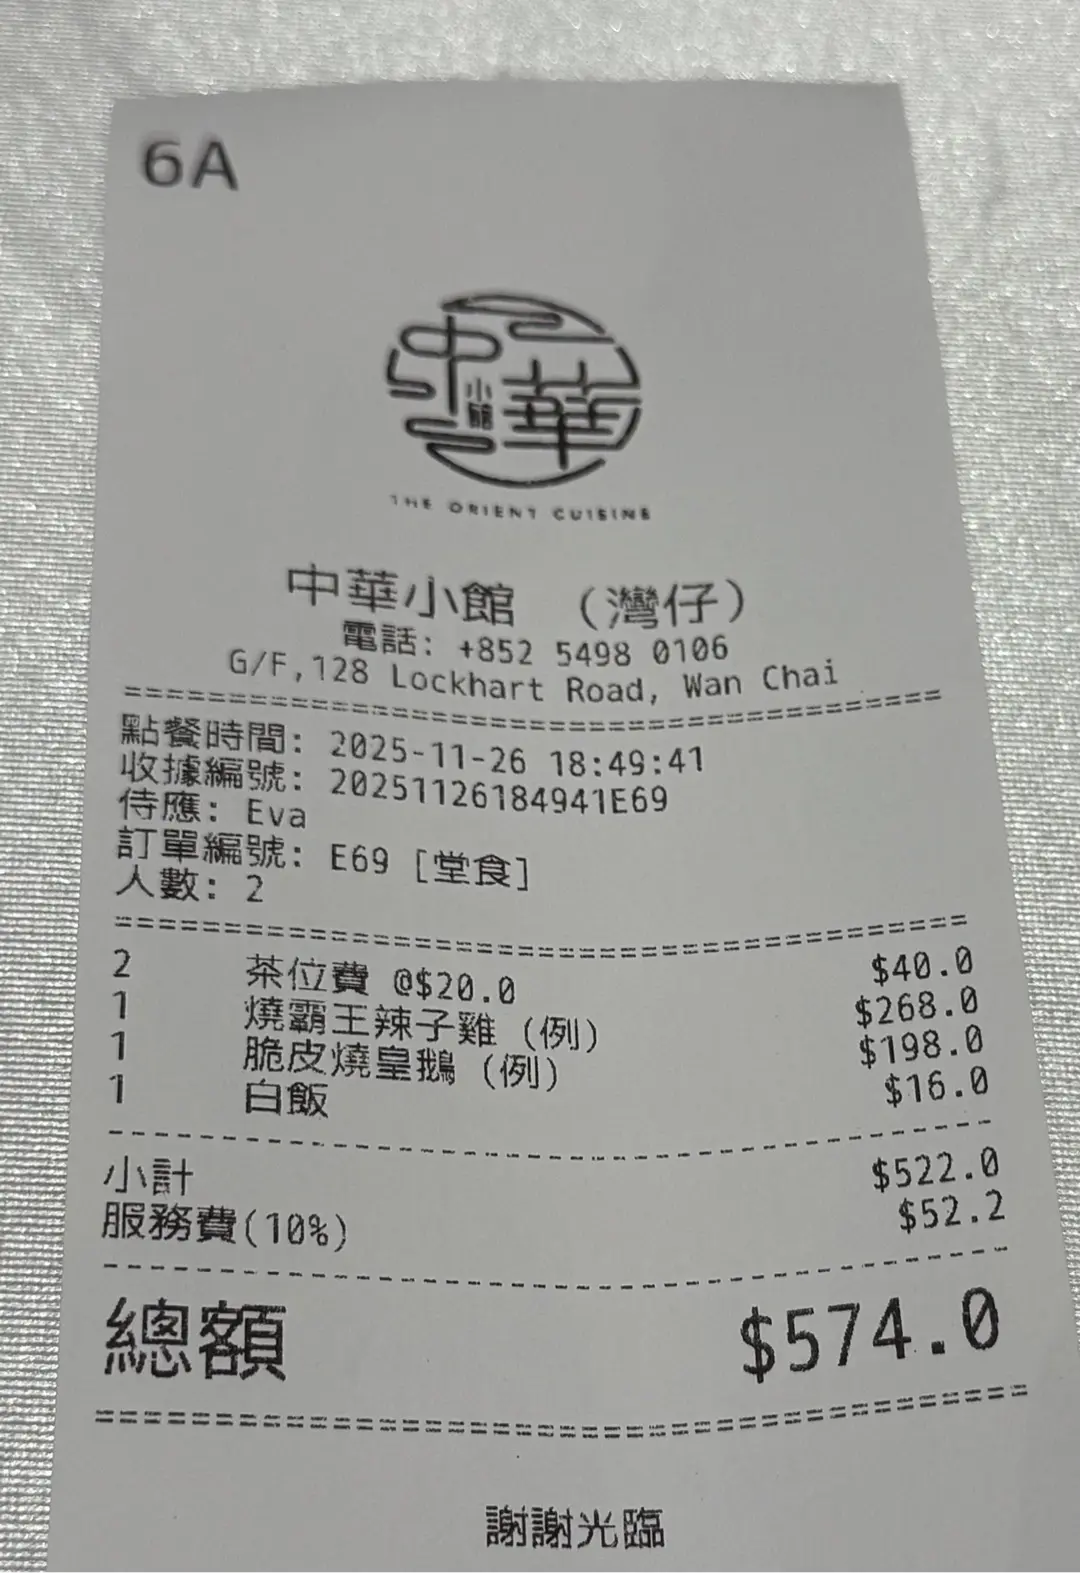 6A
中華小館
THE ORIENT CUISINE
中華小館 （灣仔）
電話: +852 5498 0106
G/F,128 Lockhart Road, Wan Chai
================================================
點餐時間: 2025-11-26 18:49:41
收據編號: 20251126184941E69
侍應: Eva
訂單編號: E69 [堂食]
人數: 2
================================================
2 茶位費 @$20.0 $40.0
1 燒霸王辣子雞 (例) $268.0
1 脆皮燒皇鵝 (例) $198.0
1 白飯 $16.0
------------------------------------------------
小計 $522.0
服務費(10%) $52.2
------------------------------------------------
總額 $574.0
================================================
謝謝光臨